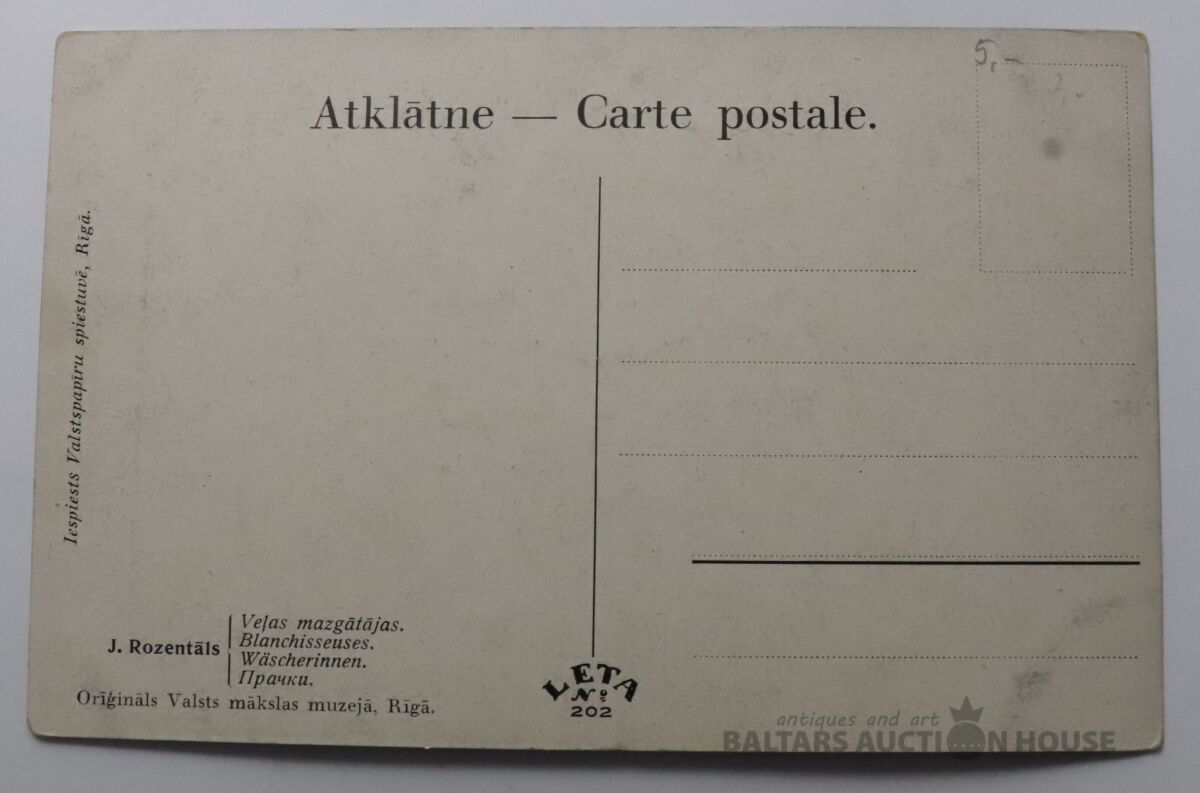 5,-
Atklātne — Carte postale.
Iespiests Valstspapīru spiestuvē, Rīgā.
J. Rozentāls
Veļas mazgātājas.
Blanchisseuses.
Wäscherinnen.
Прачки.
Orīģināls Valsts mākslas muzejā, Rīgā.
LETA
№
202
antiques and art
BALTARS AUCTION HOUSE